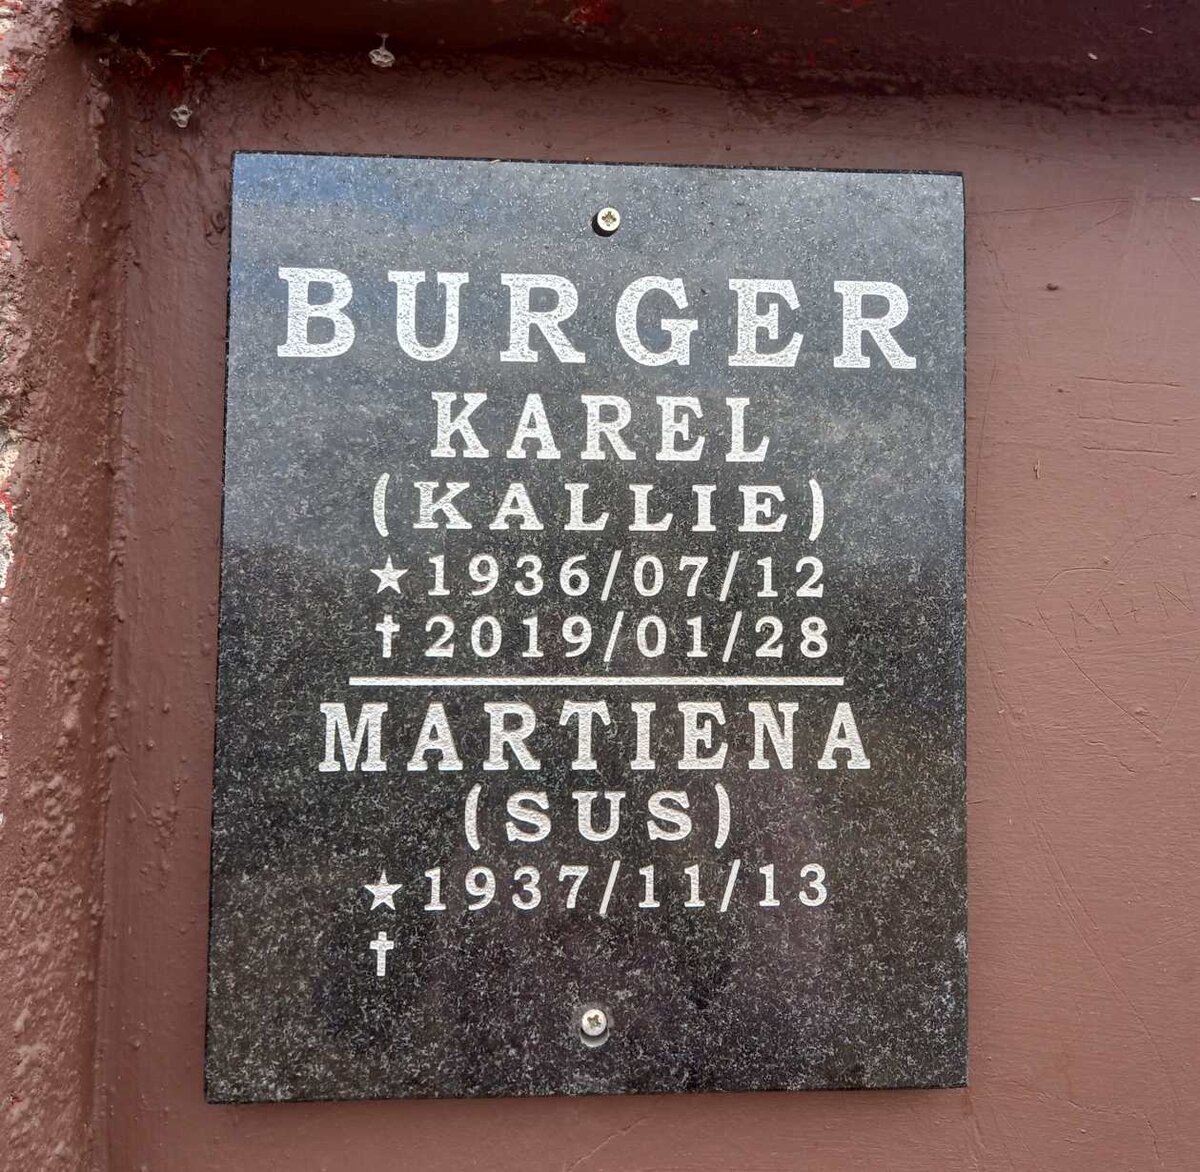 BURGER
KAREL
(KALLIE)
★1936/07/12
✝2019/01/28
MARTIENA
(SUS)
★1937/11/13
✝